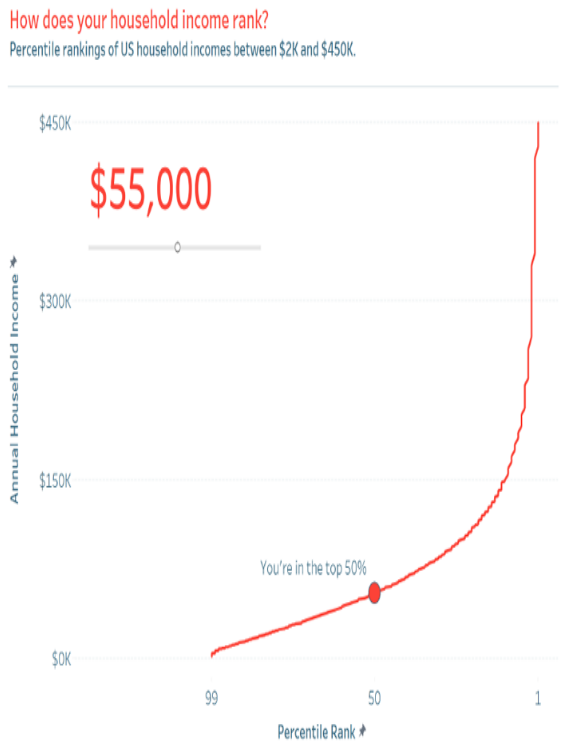 How does your household income rank?
Percentile rankings of US household incomes between $2K and $450K.
$450K
$55,000
$300K
Annual Household Income
$150K
You're in the top 50%
$0K
99 50 1
Percentile Rank